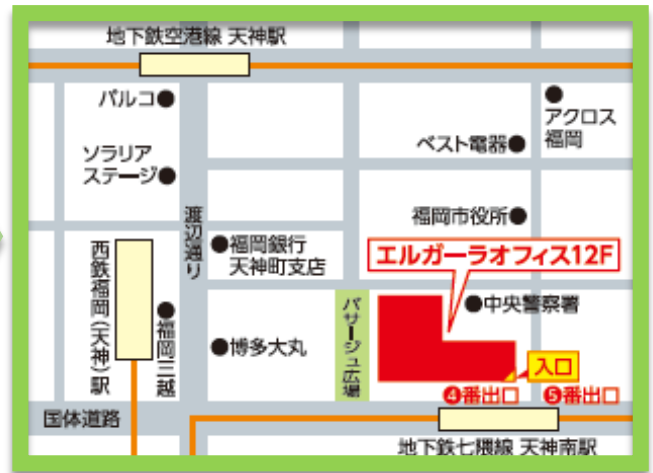 地下鉄空港線 天神駅
パルコ
アクロス
福岡
ベスト電器
ソラリア
ステージ
渡辺通り
福岡市役所
西鉄福岡(天神)駅
福岡銀行
天神町支店
エルガーラオフィス12F
福岡三越
パサージュ広場
中央警察署
博多大丸
入口
❹番出口
❺番出口
国体道路
地下鉄七隈線 天神南駅